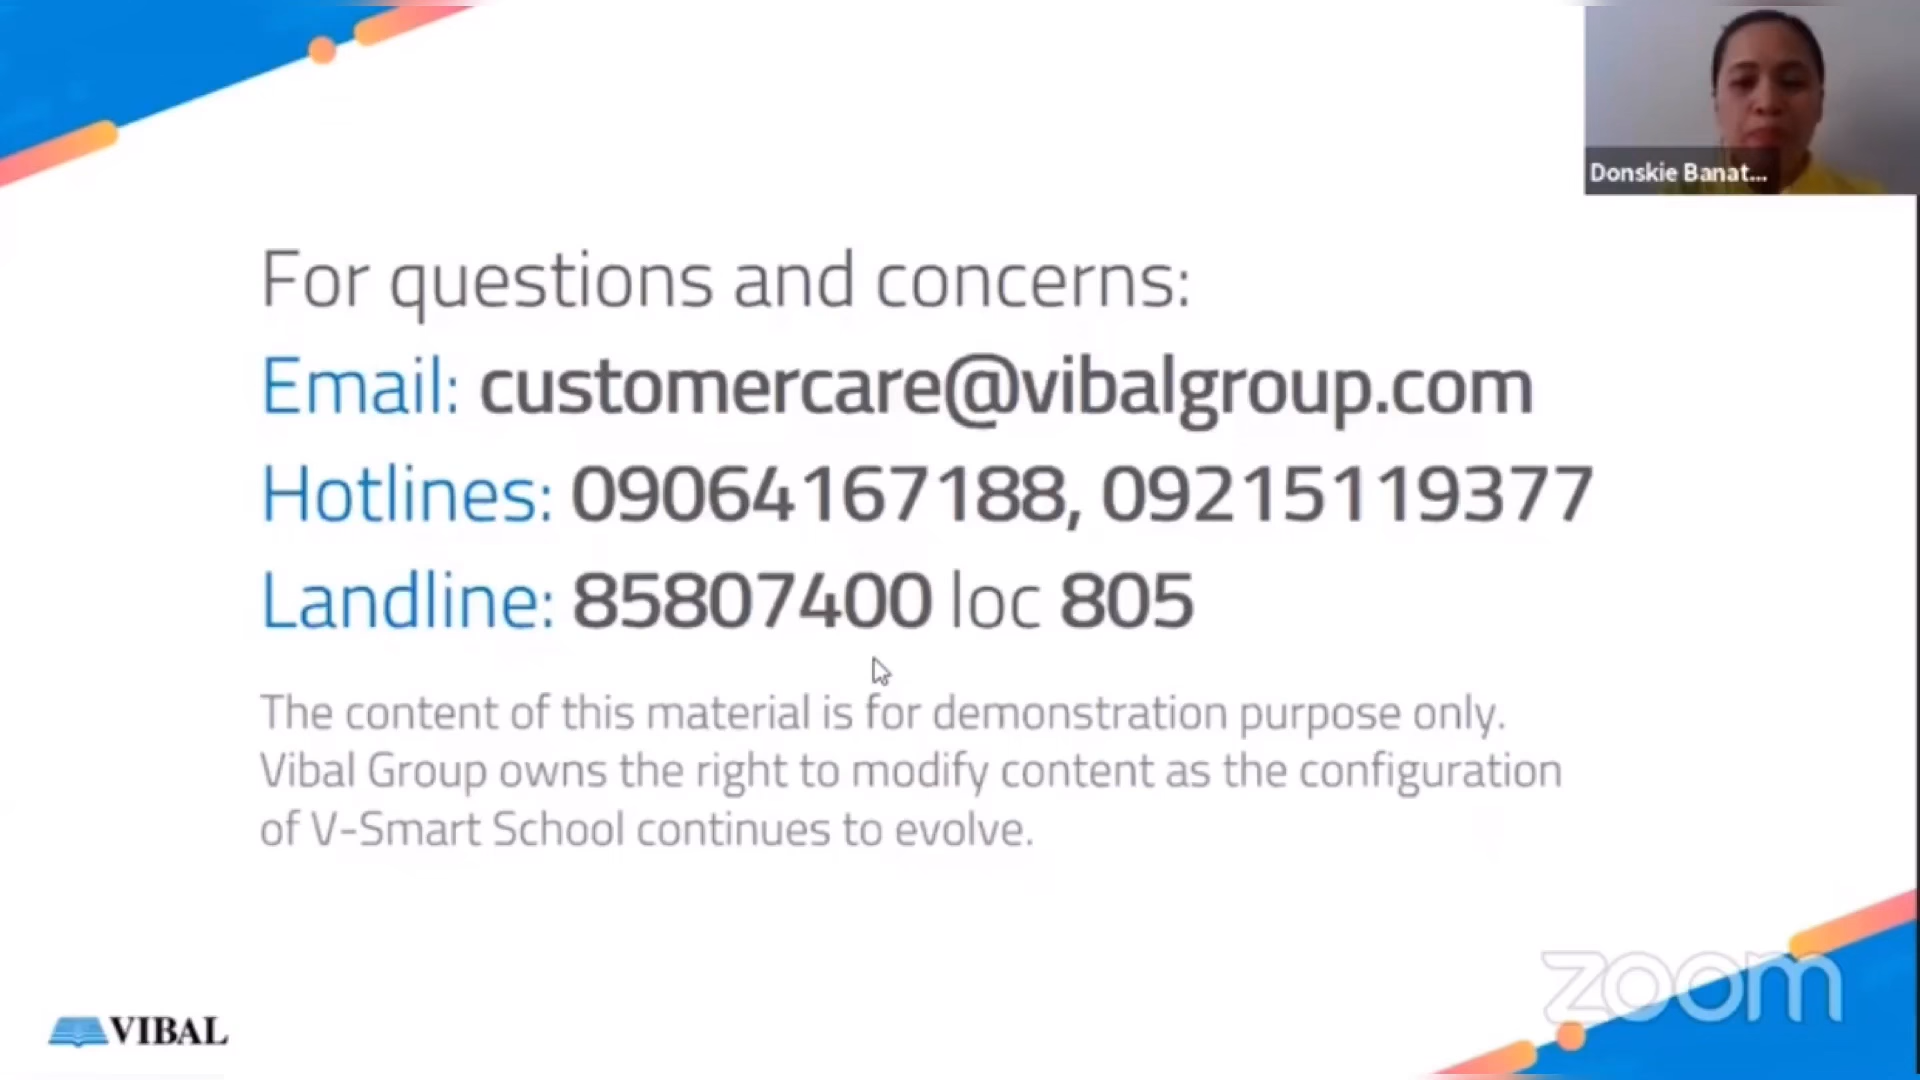 Donskie Banat...
For questions and concerns:
Email: customercare@vibalgroup.com
Hotlines: 09064167188, 09215119377
Landline: 85807400 loc 805
The content of this material is for demonstration purpose only.
Vibal Group owns the right to modify content as the configuration
of V-Smart School continues to evolve.
zoom
VIBAL